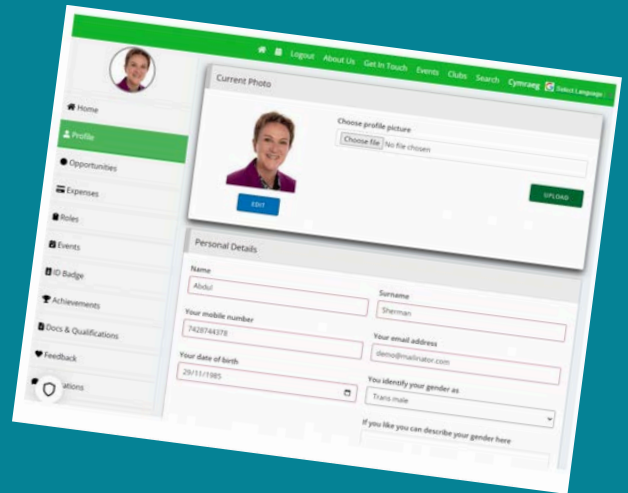 Logout About Us Get In Touch Events Clubs Search Cymraeg Select Language
Home
Profile
Opportunities
Expenses
Roles
Events
ID Badge
Achievements
Docs & Qualifications
Feedback
ations
Current Photo
Choose profile picture
Choose file No file chosen
UPLOAD
EDIT
Personal Details
Name
Surname
Abdul
Sherman
Your mobile number
Your email address
7428744378
demo@mailinator.com
Your date of birth
You identify your gender as
29/11/1985
Trans male
If you like you can describe your gender here